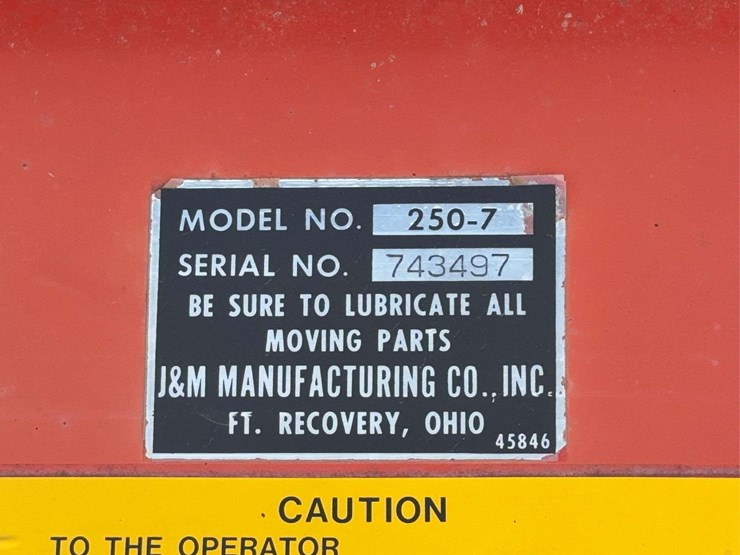 MODEL NO. 250-7
SERIAL NO. 743497
BE SURE TO LUBRICATE ALL
MOVING PARTS
J&M MANUFACTURING CO., INC.
FT. RECOVERY, OHIO
45846
CAUTION
TO THE OPERATOR